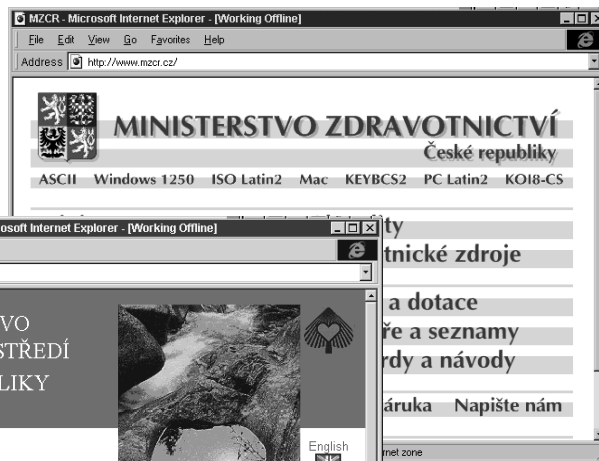 MZCR - Microsoft Internet Explorer - [Working Offline]
File Edit View Go Favorites Help
Address http://www.mzcr.cz/
MINISTERSTVO ZDRAVOTNICTVÍ
České republiky
ASCII Windows 1250 ISO Latin2 Mac KEYBCS2 PC Latin2 KOI8-CS
ty
tnické zdroje
a dotace
ře a seznamy
rdy a návody
áruka Napište nám
rnet zone
osoft Internet Explorer - [Working Offline]
VO
STŘEDÍ
LIKY
English